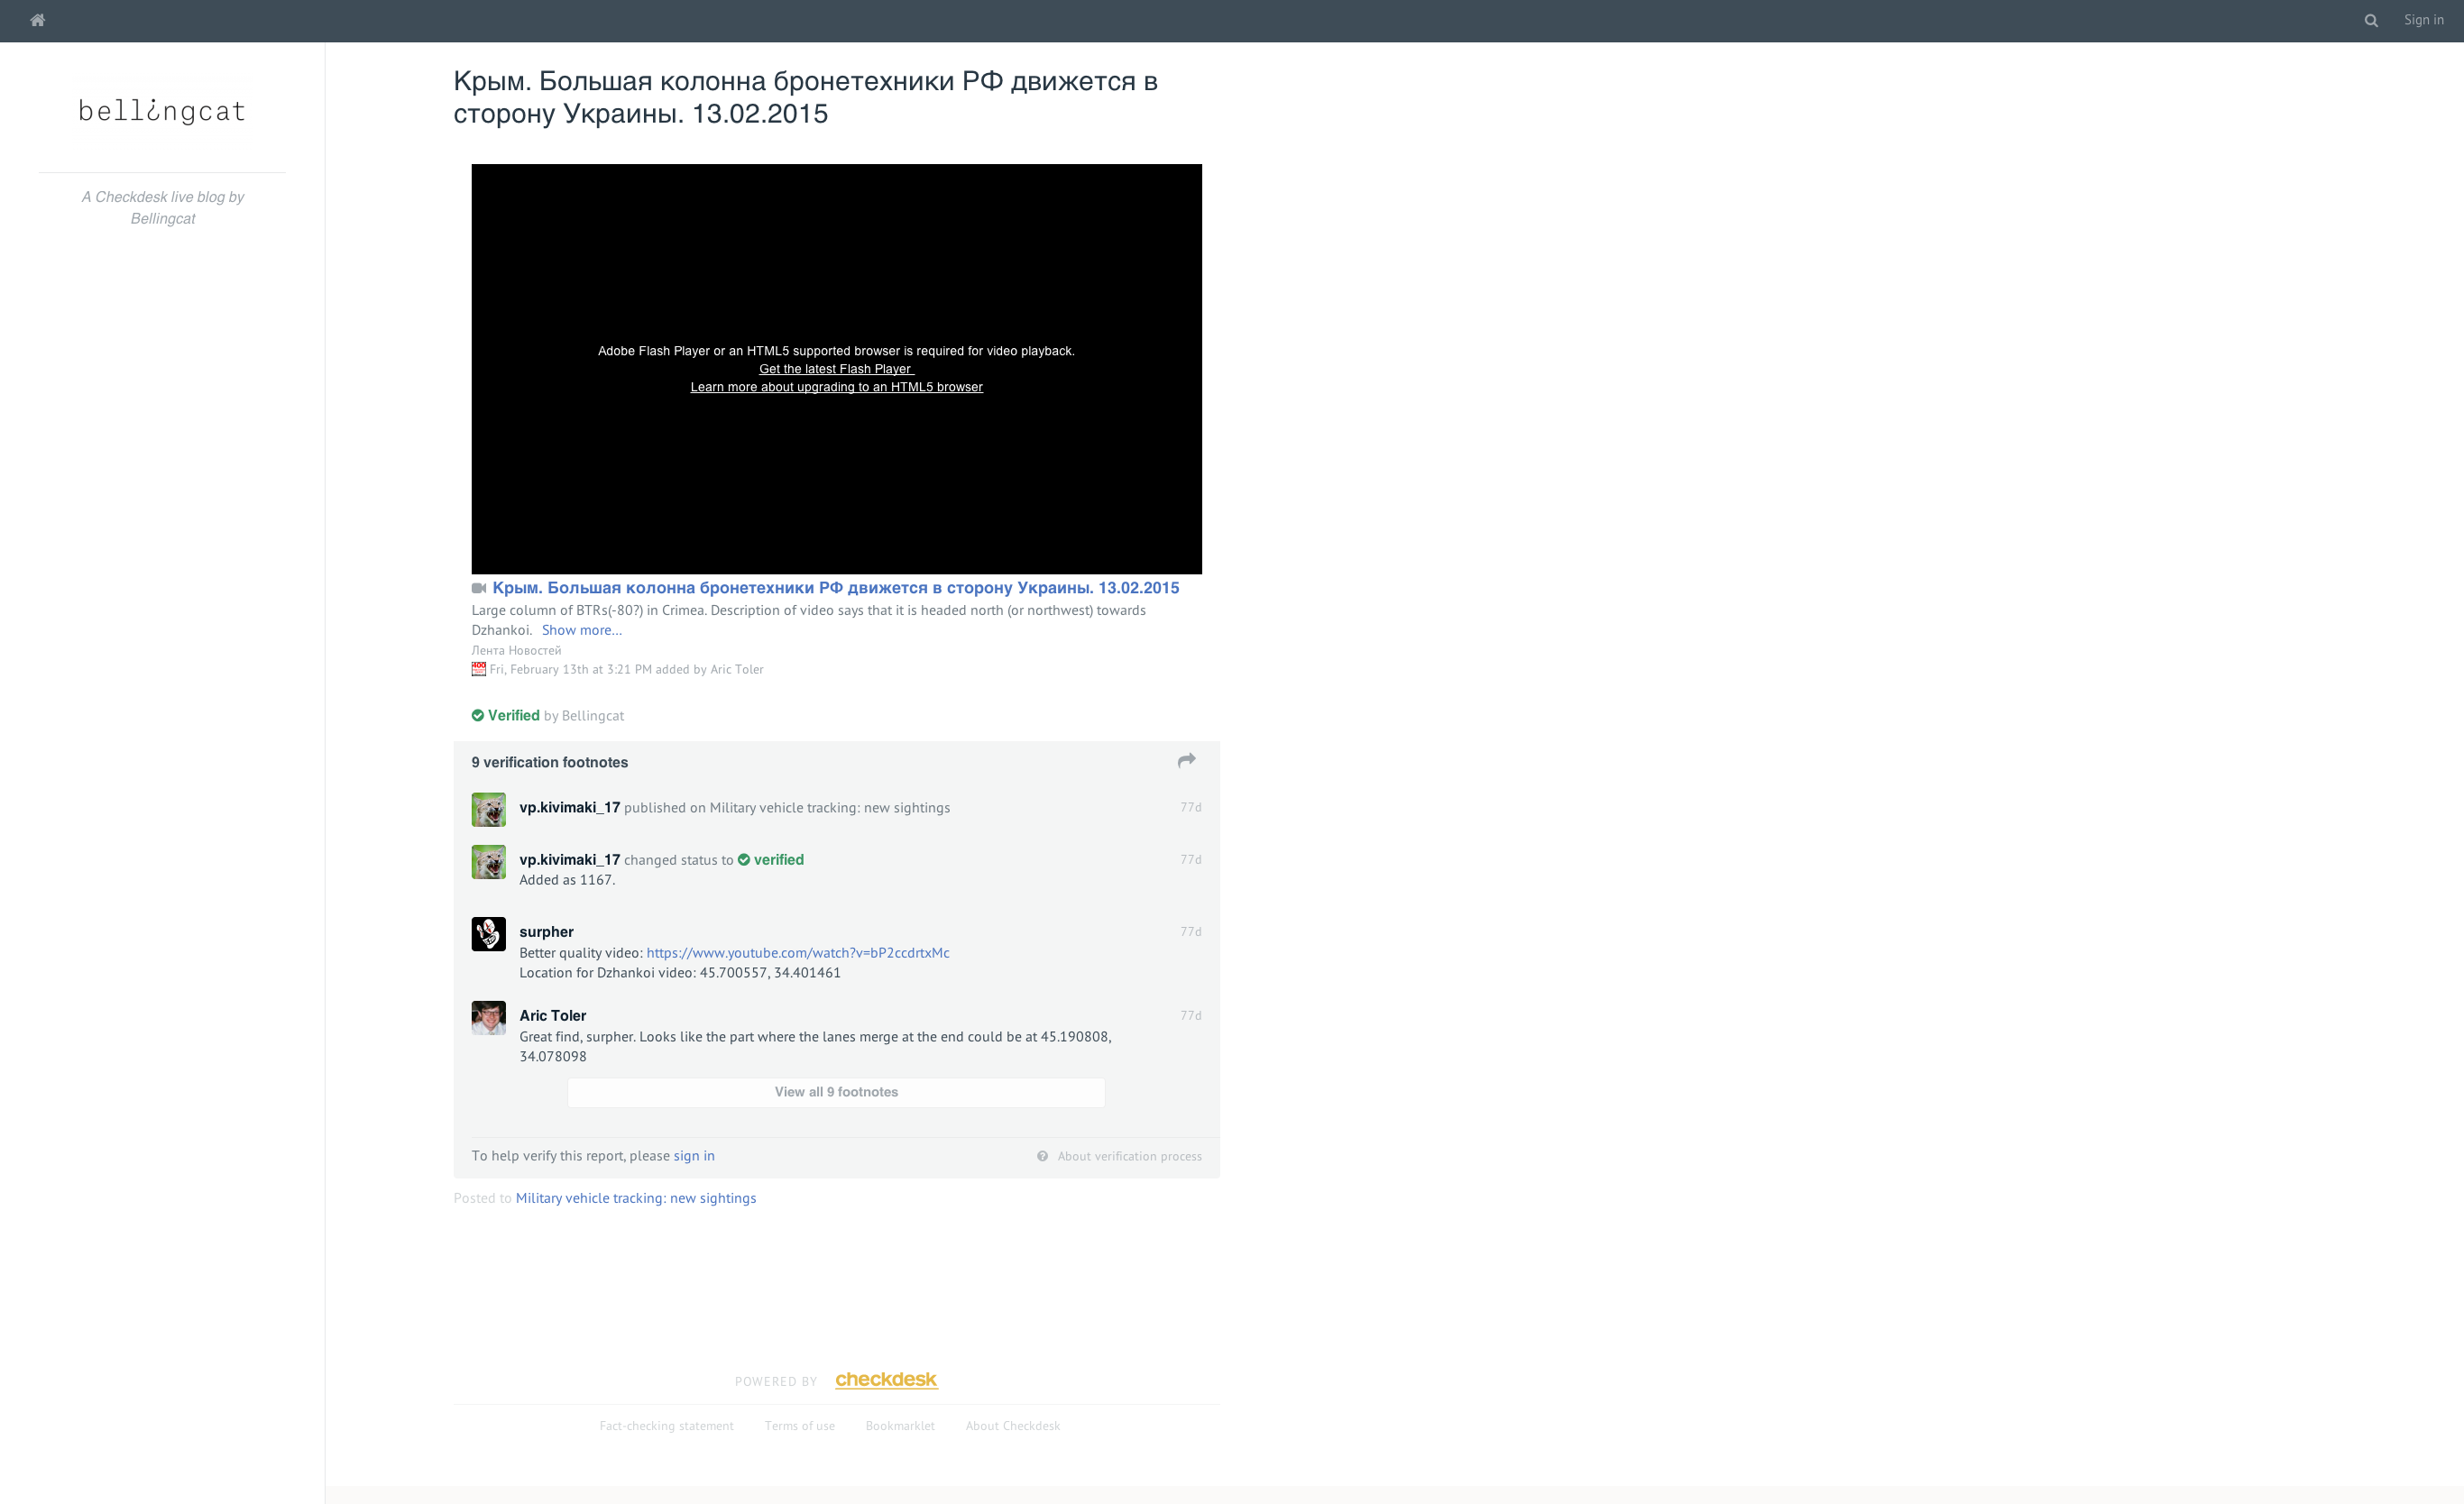 Sign in
bell¿ngcat
A Checkdesk live blog by
Bellingcat
Крым. Большая колонна бронетехники РФ движется в
сторону Украины. 13.02.2015
Adobe Flash Player or an HTML5 supported browser is required for video playback.
Get the latest Flash Player
Learn more about upgrading to an HTML5 browser
Крым. Большая колонна бронетехники РФ движется в сторону Украины. 13.02.2015
Large column of BTRs(-80?) in Crimea. Description of video says that it is headed north (or northwest) towards
Dzhankoi. Show more...
Лента Новостей
400 Fri, February 13th at 3:21 PM added by Aric Toler
Verified by Bellingcat
9 verification footnotes
vp.kivimaki_17 published on Military vehicle tracking: new sightings 77d
vp.kivimaki_17 changed status to verified 77d
Added as 1167.
surpher 77d
Better quality video: https://www.youtube.com/watch?v=bP2ccdrtxMc
Location for Dzhankoi video: 45.700557, 34.401461
Aric Toler 77d
Great find, surpher. Looks like the part where the lanes merge at the end could be at 45.190808,
34.078098
View all 9 footnotes
To help verify this report, please sign in About verification process
Posted to Military vehicle tracking: new sightings
POWERED BY checkdesk
Fact-checking statement Terms of use Bookmarklet About Checkdesk